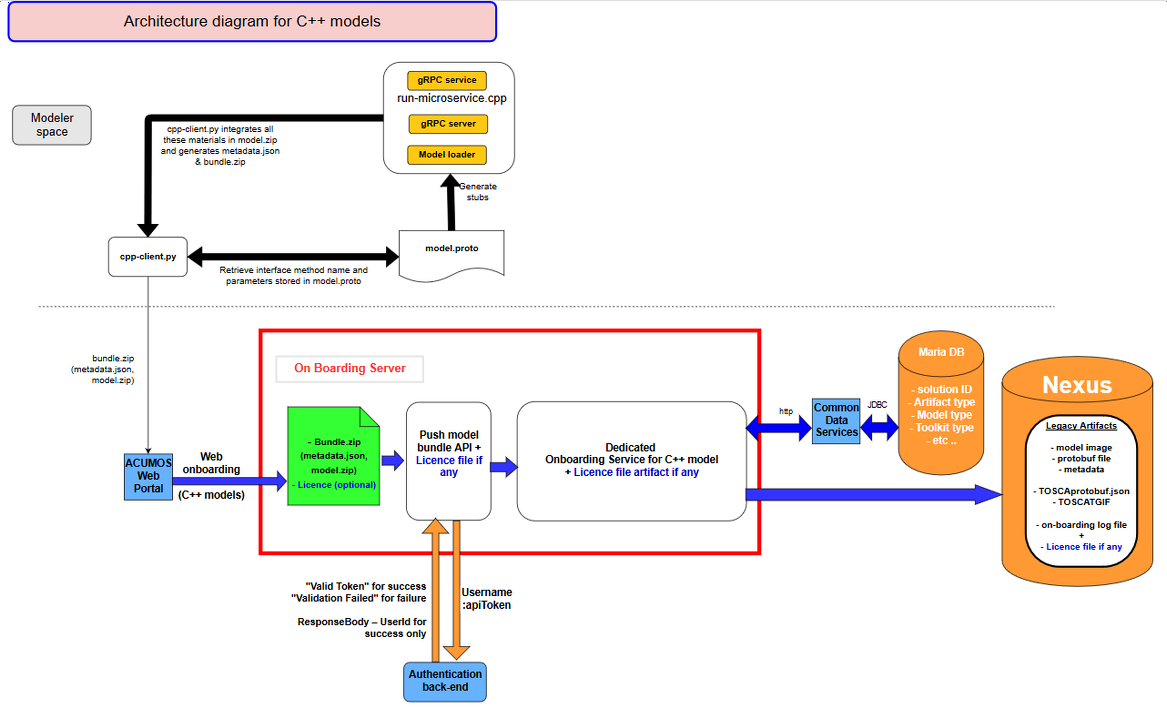 Architecture diagram for C++ models
gRPC service
run-microservice.cpp
gRPC server
Model loader
Modeler
space
cpp-client.py integrates all
these materials in model.zip
and generates metadata.json
& bundle.zip
Generate
stubs
cpp-client.py
model.proto
Retrieve interface method name and
parameters stored in model.proto
bundle.zip
(metadata.json,
model.zip)
On Boarding Server
ACUMOS
Web
Portal
Web
onboarding
(C++ models)
- Bundle.zip
(metadata.json,
model.zip)
- Licence (optional)
Push model
bundle API +
Licence file if
any
Dedicated
Onboarding Service for C++ model
+ Licence file artifact if any
http
Common
Data
Services
JDBC
Maria DB
- solution ID
- Artifact type
- Model type
- Toolkit type
- etc ..
Nexus
Legacy Artifacts
- model image
- protobuf file
- metadata
- TOSCAprotobuf.json
- TOSCATGIF
- on-boarding log file
+
- Licence file if any
"Valid Token" for success
"Validation Failed" for failure
ResponseBody – UserId for
success only
Username
:apiToken
Authentication
back-end